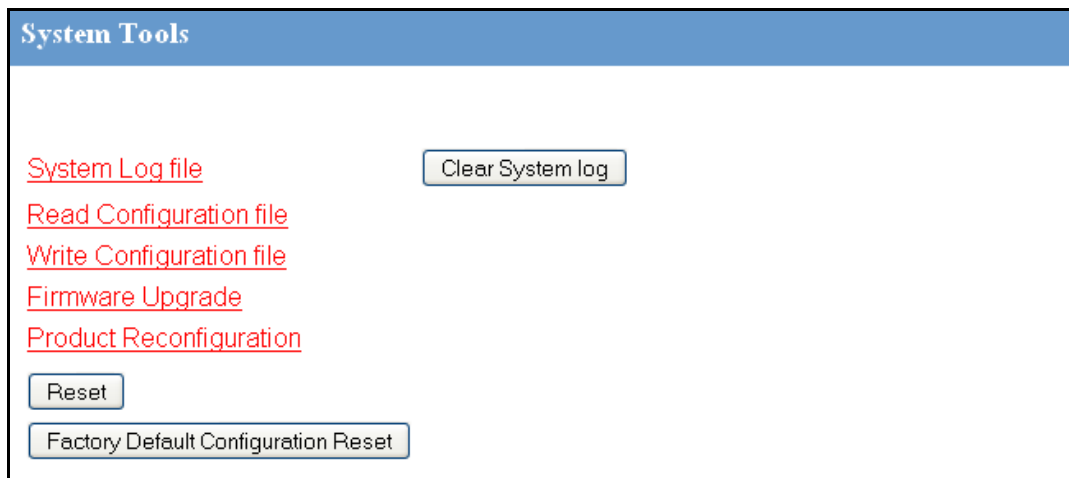 System Tools
System Log file Clear System log
Read Configuration file
Write Configuration file
Firmware Upgrade
Product Reconfiguration
Reset
Factory Default Configuration Reset